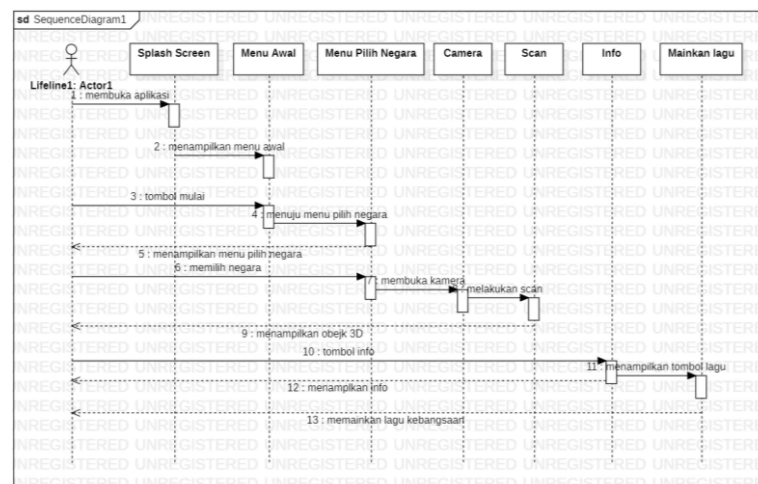 sd SequenceDiagram1
Splash Screen
Menu Awal
Menu Pilih Negara
Camera
Scan
Info
Mainkan lagu
Lifeline1: Actor1
1 : membuka aplikasi
2 : menampilkan menu awal
3 : tombol mulai
4 : menuju menu pilih negara
5 : menampilkan menu pilih negara
6 : memilih negara
7 : membuka kamera
melakukan scan
9 : menampilkan obejk 3D
10 : tombol info
11 : menampilkan tombol lagu
12 : menamplkan info
13 : memainkan lagu kebangsaan
UNREGISTERED